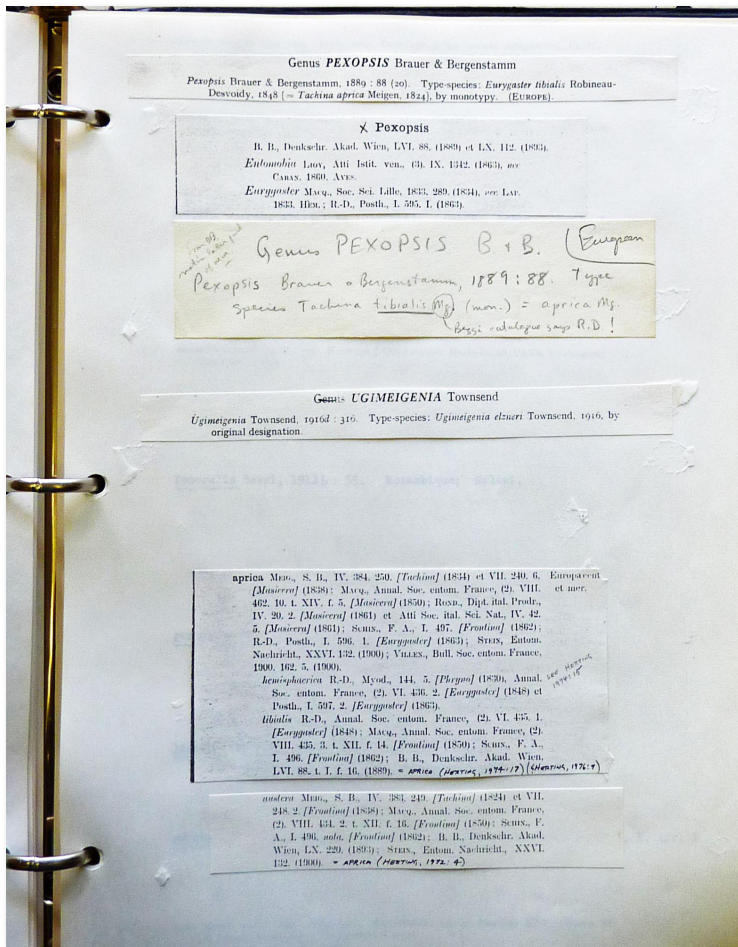 Genus PEXOPSIS Brauer & Bergenstamm
Pexopsis Brauer & Bergenstamm, 1889 : 88 (20). Type-species: Eurygaster tibialis Robineau-
Desvoidy, 1848 [= Tachina aprica Meigen, 1824], by monotypy. (EUROPE).
X Pexopsis
B. B., Denkschr. Akad. Wien, LVI. 88. (1889) et LX. 112. (1893).
Entomobia LIOY, Atti Istit. ven., (3). IX. 1342. (1863), nec
CABAN. 1860, AVES.
Eurygaster MACQ., Soc. Sci. Lille, 1833. 289. (1834), nec LAP.
1833. HEM.; R.-D., Posth., I. 595. I. (1863).
Genus PEXOPSIS B & B. (European
Pexopsis Brauer & Bergenstamm, 1889 : 88. Type
species Tachina tibialis Mg. (mon.) = aprica Mg.
Bezzi catalogue says R.D!
Genus UGIMEIGENIA Townsend
Ugimeigenia Townsend, 1916d : 316. Type-species: Ugimeigenia elzneri Townsend, 1916, by
original designation.
aprica MEIG., S. B., IV. 384. 250. [Tachina] (1834) et VII. 240. 6. Europa cent
[Masicera] (1838); MACQ., Annal. Soc. entom. France, (2). VIII. et mer.
462. 10. t. XIV. f. 5. [Masicera] (1850); ROND., Dipt. ital. Prodr.,
IV. 20. 2. [Masicera] (1861) et Atti Soc. ital. Sci. Nat., IV. 42.
5. [Masicera] (1861); SCHIN., F. A., I. 497. [Frontina] (1862);
R.-D., Posth., I. 596. 1. [Eurygaster] (1863); STEIN, Entom.
Nachricht., XXVI. 132. (1900); VILLEN., Bull. Soc. entom. France,
1900. 162. 5. (1900).
hemisphaerica R.-D., Myod., 144. 5. [Phryno] (1830), Annal. SEE HERTING
Soc. entom. France, (2). VI. 436. 2. [Eurygaster] (1848) et 1974:15
Posth., I. 597. 2. [Eurygaster] (1863).
tibialis R.-D., Annal. Soc. entom. France, (2). VI. 435. 1.
[Eurygaster] (1848); MACQ., Annal. Soc. entom. France, (2).
VIII. 435. 3. t. XII. f. 14. [Frontina] (1850); SCHIN., F. A.,
I. 496. [Frontina] (1862); B. B., Denkschr. Akad. Wien,
LVI. 88. t. I. f. 16. (1889). = APRICA (HERTING, 1974:17) (HERTING, 1976:9)
austera MEIG., S. B., IV. 383. 249. [Tachina] (1824) et VII.
248. 2. [Frontina] (1838); MACQ., Annal. Soc. entom. France,
(2). VIII. 434. 2. t. XII. f. 16. [Frontina] (1850); SCHIN., F.
A., I. 496. nota. [Frontina] (1862); B. B., Denkschr. Akad.
Wien, LX. 220. (1893); STEIN, Entom. Nachricht., XXVI.
132. (1900). = APRICA (HERTING, 1972: 4)